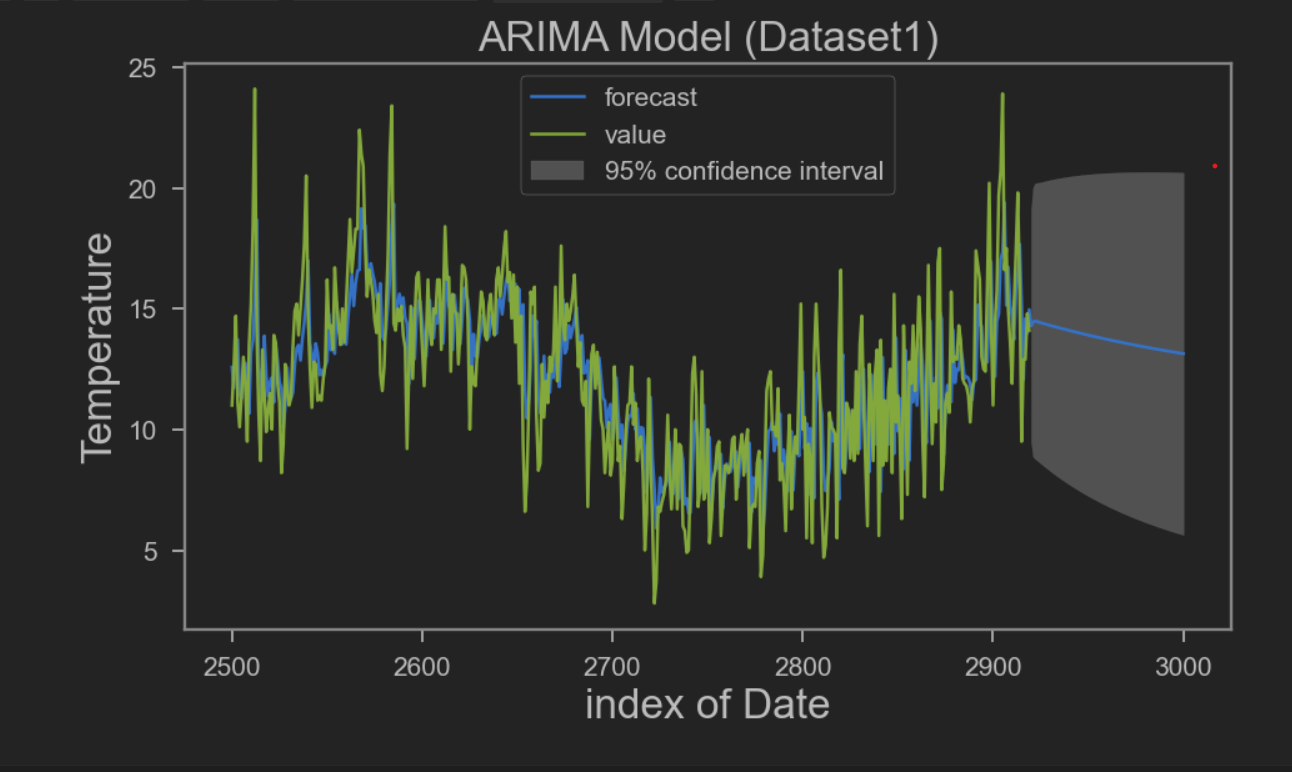 ARIMA Model (Dataset1)
25
20
15
10
5
Temperature
forecast
value
95% confidence interval
2500 2600 2700 2800 2900 3000
index of Date